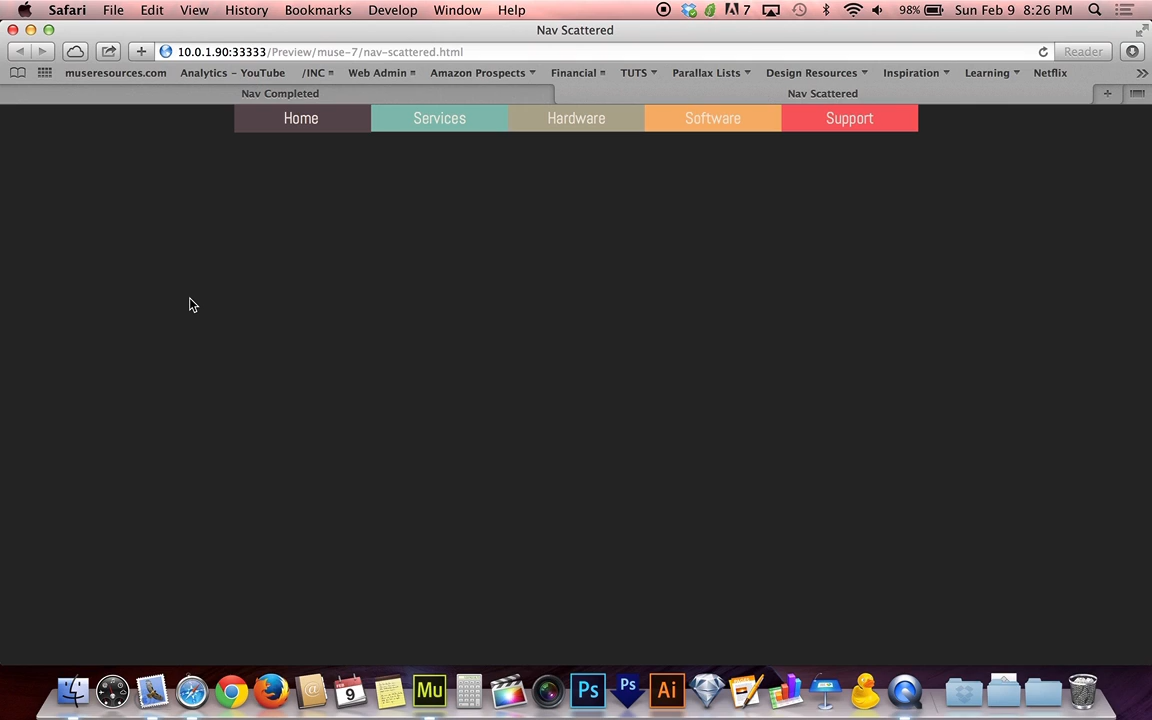 Safari File Edit View History Bookmarks Develop Window Help 7 98% Sun Feb 9 8:26 PM
Nav Scattered
10.0.1.90:33333/Preview/muse-7/nav-scattered.html Reader
museresources.com Analytics – YouTube /INC Web Admin Amazon Prospects Financial TUTS Parallax Lists Design Resources Inspiration Learning Netflix
Nav Completed Nav Scattered
Home Services Hardware Software Support
FEB 9 Mu Ps Ps Ai